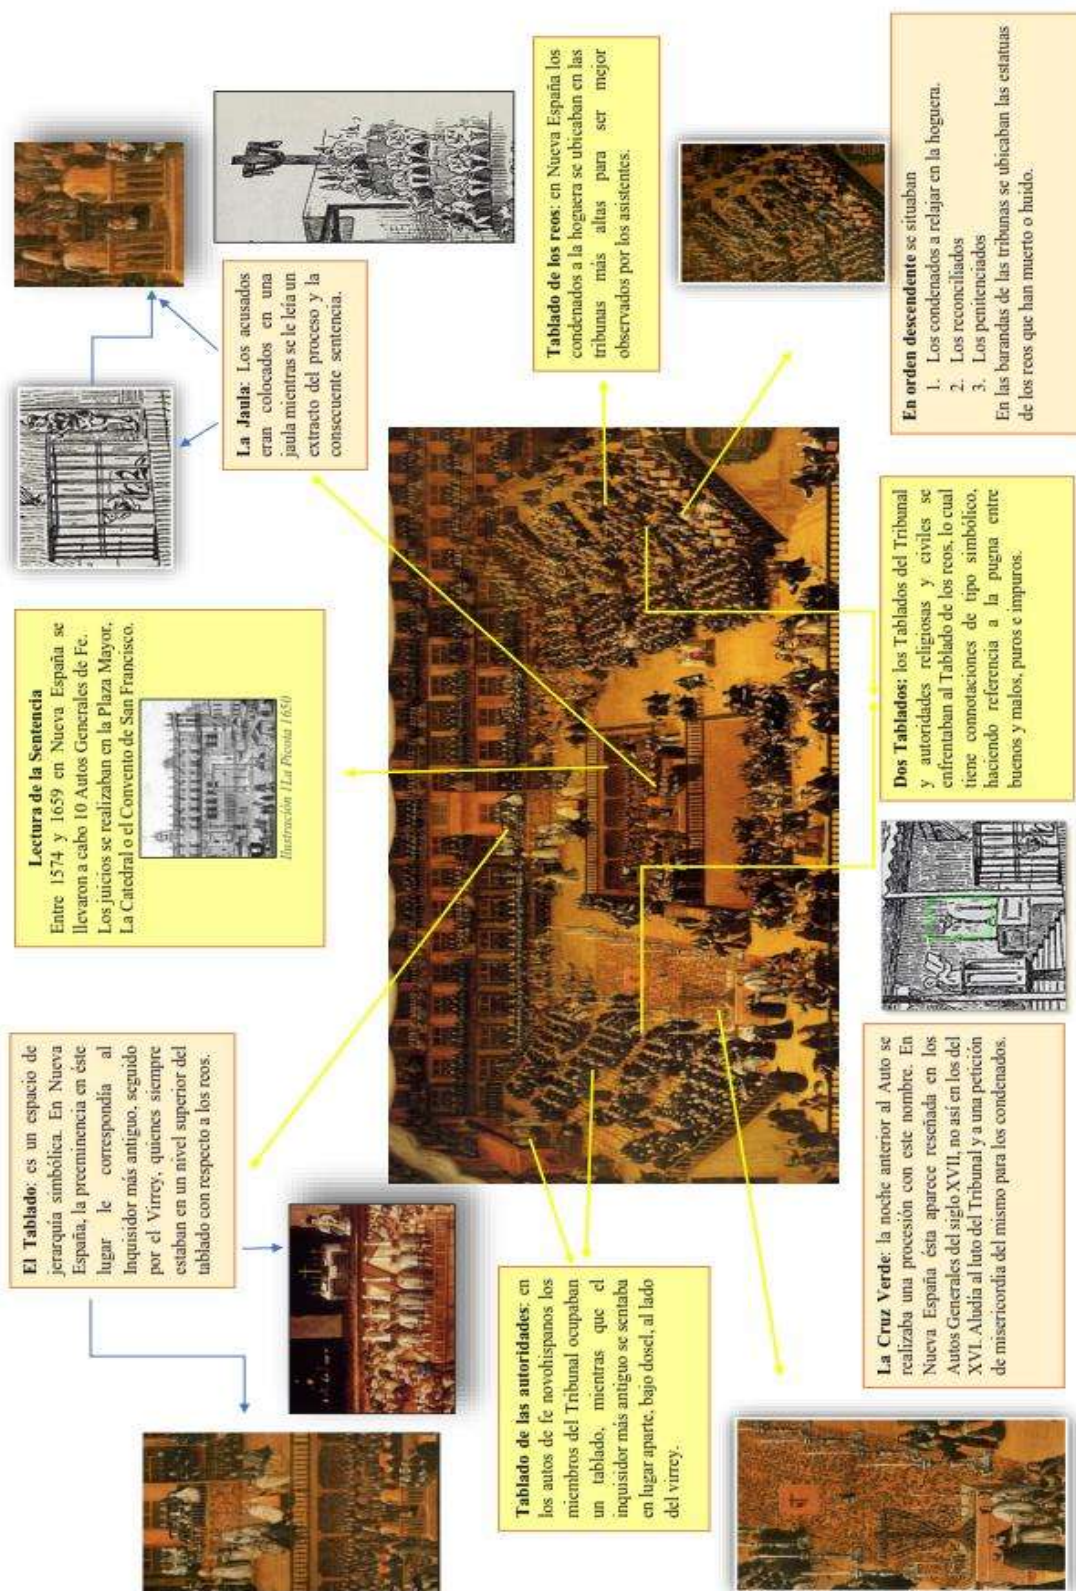 El Tablado: es un espacio de
jerarquía simbólica. En Nueva
España, la preeminencia en éste
lugar le correspondía al
Inquisidor más antiguo, seguido
por el Virrey, quienes siempre
estaban en un nivel superior del
tablado con respecto a los reos.
Lectura de la Sentencia
Entre 1574 y 1659 en Nueva España se
llevaron a cabo 10 Autos Generales de Fe.
Los juicios se realizaban en la Plaza Mayor,
La Catedral o el Convento de San Francisco.
Ilustración 1La Picota 1650
La Jaula: Los acusados
eran colocados en una
jaula mientras se le leía un
extracto del proceso y la
consecuente sentencia.
Tablado de las autoridades: en
los autos de fe novohispanos los
miembros del Tribunal ocupaban
un tablado, mientras que el
inquisidor más antiguo se sentaba
en lugar aparte, bajo dosel, al lado
del virrey.
Tablado de los reos: en Nueva España los
condenados a la hoguera se ubicaban en las
tribunas más altas para ser mejor
observados por los asistentes.
La Cruz Verde: la noche anterior al Auto se
realizaba una procesión con este nombre. En
Nueva España ésta aparece reseñada en los
Autos Generales del siglo XVII, no así en los del
XVI. Aludía al luto del Tribunal y a una petición
de misericordia del mismo para los condenados.
Dos Tablados: los Tablados del Tribunal
y autoridades religiosas y civiles se
enfrentaban al Tablado de los reos, lo cual
tiene connotaciones de tipo simbólico,
haciendo referencia a la pugna entre
buenos y malos, puros e impuros.
En orden descendente se situaban
1. Los condenados a relajar en la hoguera.
2. Los reconciliados
3. Los penitenciados
En las barandas de las tribunas se ubicaban las estatuas
de los reos que han muerto o huido.